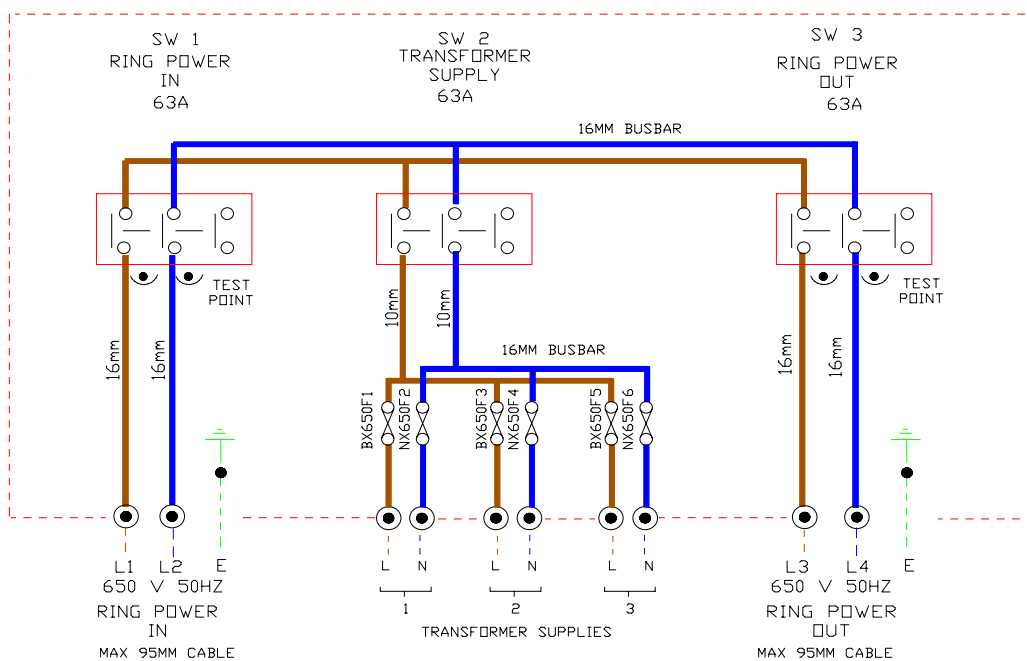 SW 1
RING POWER
IN
63A
SW 2
TRANSFORMER
SUPPLY
63A
SW 3
RING POWER
OUT
63A
16MM BUSBAR
TEST
POINT
TEST
POINT
10mm
10mm
16mm
16mm
16mm
16mm
16MM BUSBAR
BX650F1
NX650F2
BX650F3
NX650F4
BX650F5
NX650F6
L1
L2
E
650 V 50HZ
RING POWER
IN
MAX 95MM CABLE
L
N
L
N
L
N
1
2
3
TRANSFORMER SUPPLIES
L3
L4
E
650 V 50HZ
RING POWER
OUT
MAX 95MM CABLE